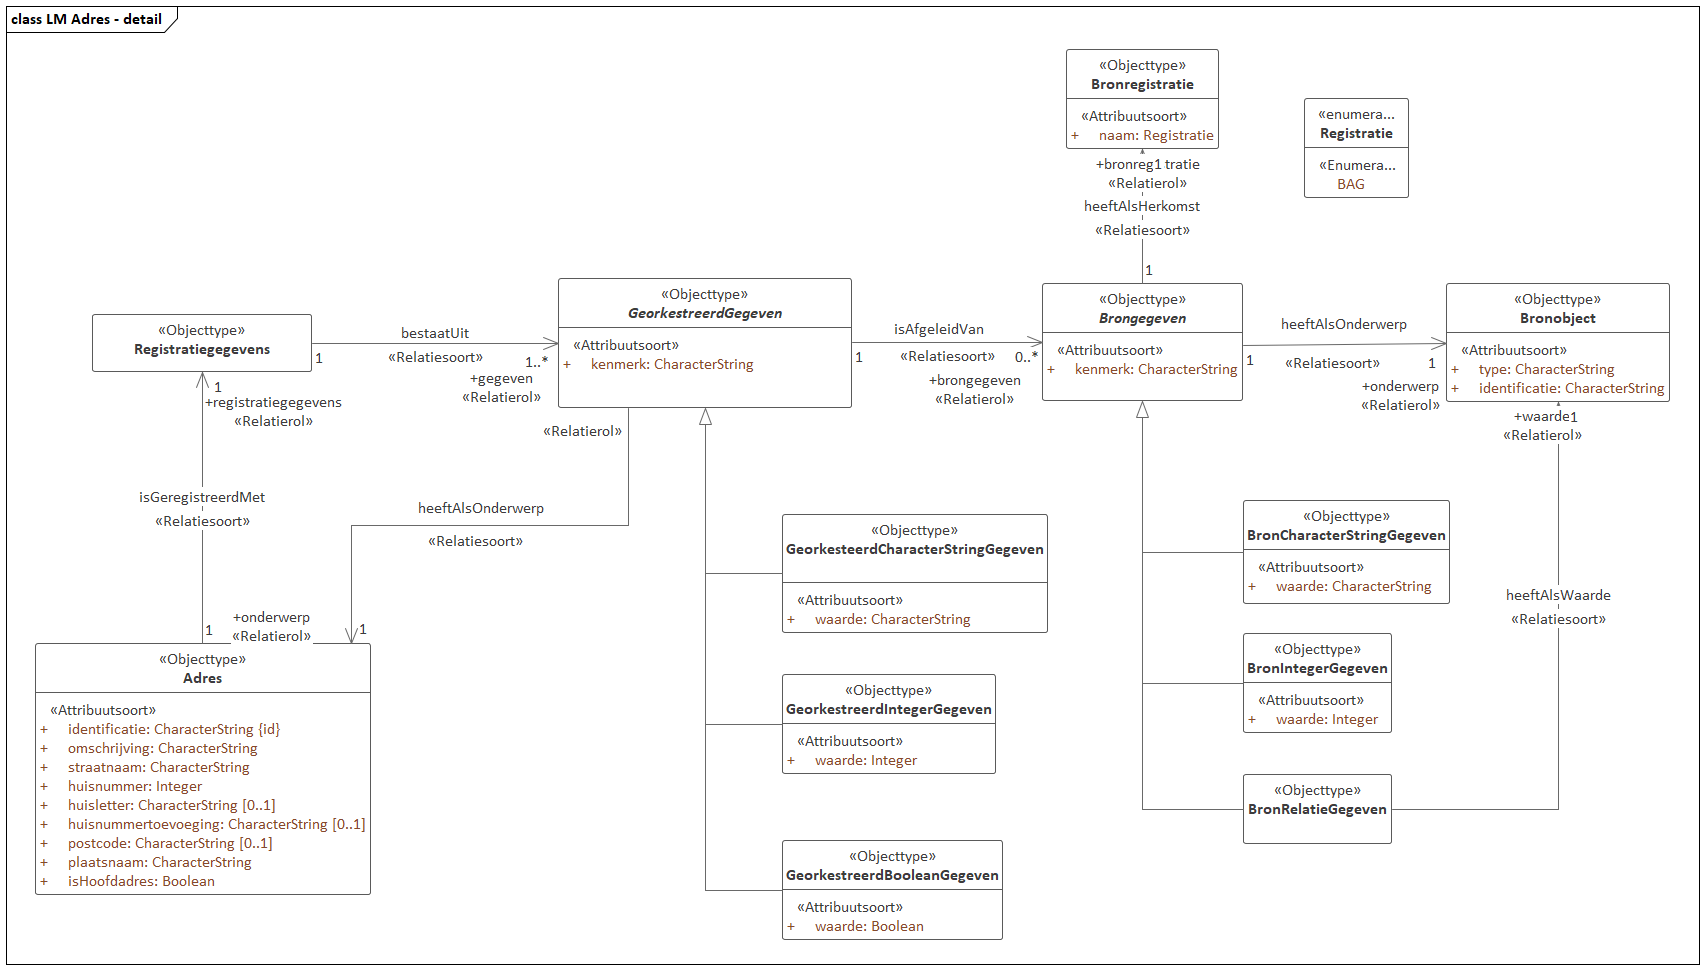 class LM Adres - detail
«Objecttype»
Bronregistratie
«Attribuutsoort»
+ naam: Registratie
«enumera...
Registratie
«Enumera...
BAG
+bronreg1 tratie
«Relatierol»
heeftAlsHerkomst
«Relatiesoort»
1
«Objecttype»
Registratiegegevens
1
bestaatUit
«Relatiesoort»
1..*
+gegeven
«Relatierol»
«Objecttype»
GeorkestreerdGegeven
«Attribuutsoort»
+ kenmerk: CharacterString
isAfgeleidVan
1
«Relatiesoort»
0..*
+brongegeven
«Relatierol»
«Objecttype»
Brongegeven
«Attribuutsoort»
+ kenmerk: CharacterString
heeftAlsOnderwerp
1
«Relatiesoort»
1
+onderwerp
«Relatierol»
«Objecttype»
Bronobject
«Attribuutsoort»
+ type: CharacterString
+ identificatie: CharacterString
1
+registratiegegevens
«Relatierol»
isGeregistreerdMet
«Relatiesoort»
1
«Relatierol»
heeftAlsOnderwerp
«Relatiesoort»
+onderwerp
«Relatierol»
1
+waarde1
«Relatierol»
heeftAlsWaarde
«Relatiesoort»
«Objecttype»
Adres
«Attribuutsoort»
+ identificatie: CharacterString {id}
+ omschrijving: CharacterString
+ straatnaam: CharacterString
+ huisnummer: Integer
+ huisletter: CharacterString [0..1]
+ huisnummertoevoeging: CharacterString [0..1]
+ postcode: CharacterString [0..1]
+ plaatsnaam: CharacterString
+ isHoofdadres: Boolean
«Objecttype»
GeorkesteerdCharacterStringGegeven
«Attribuutsoort»
+ waarde: CharacterString
«Objecttype»
GeorkestreerdIntegerGegeven
«Attribuutsoort»
+ waarde: Integer
«Objecttype»
GeorkestreerdBooleanGegeven
«Attribuutsoort»
+ waarde: Boolean
«Objecttype»
BronCharacterStringGegeven
«Attribuutsoort»
+ waarde: CharacterString
«Objecttype»
BronIntegerGegeven
«Attribuutsoort»
+ waarde: Integer
«Objecttype»
BronRelatieGegeven